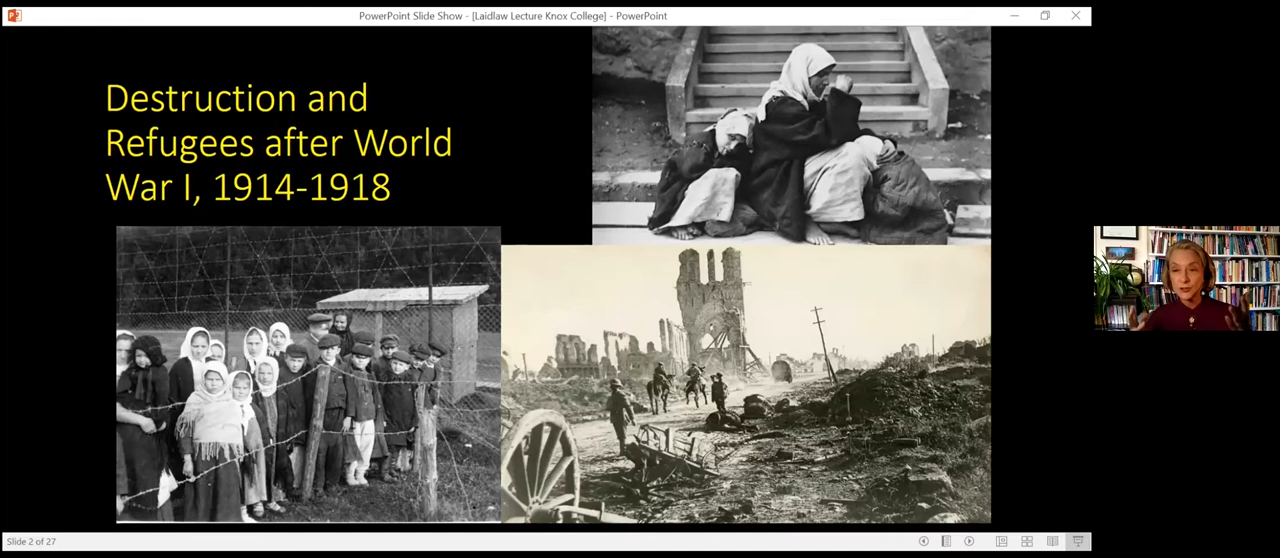 PowerPoint Slide Show - [Laidlaw Lecture Knox College] - PowerPoint
Destruction and
Refugees after World
War I, 1914-1918
Slide 2 of 27